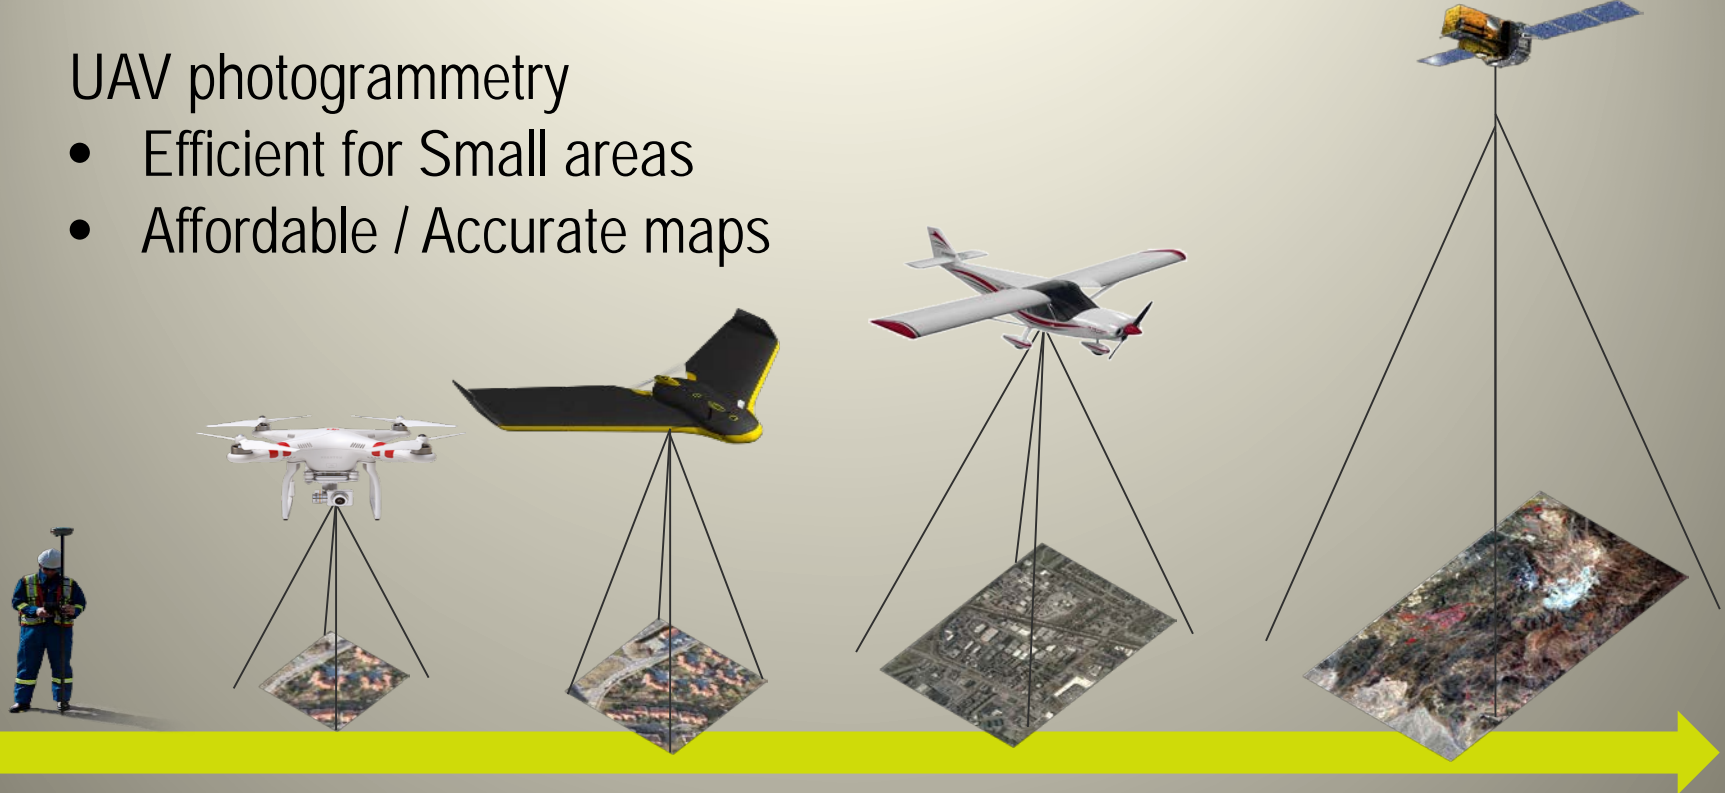 UAV photogrammetry
• Efficient for Small areas
• Affordable / Accurate maps